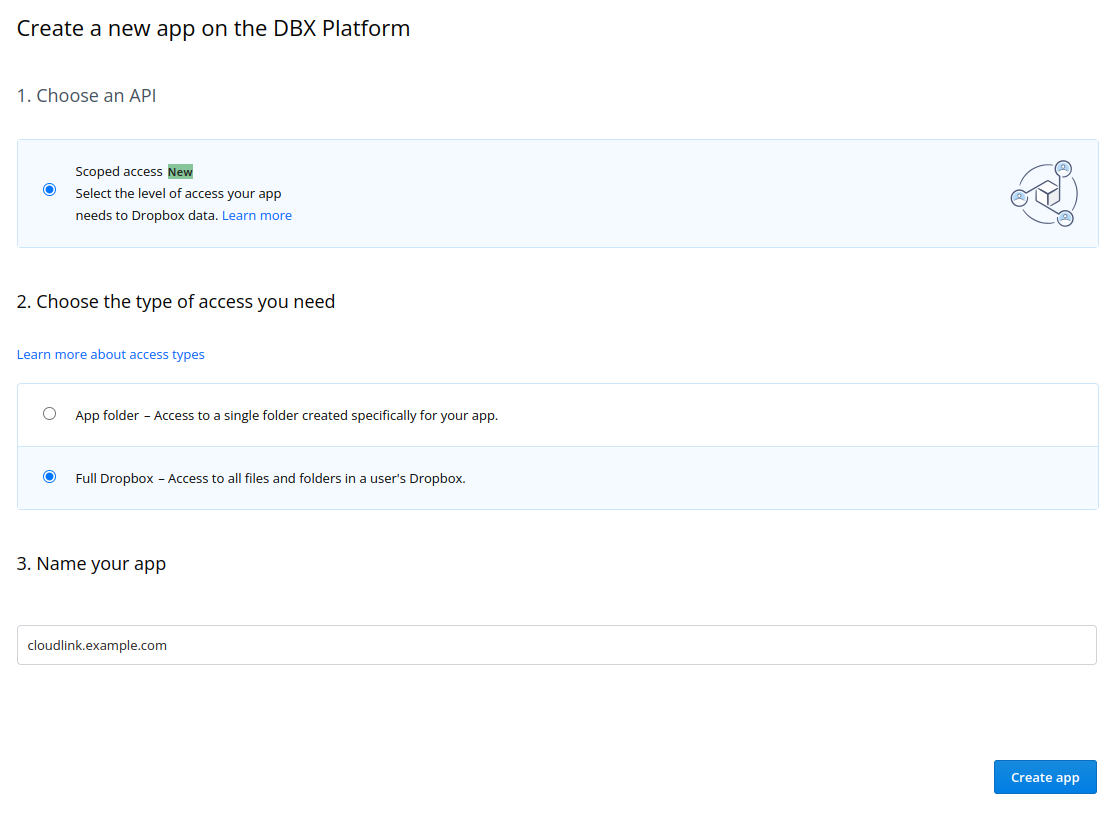 Create a new app on the DBX Platform
1. Choose an API
Scoped access New
Select the level of access your app
needs to Dropbox data. Learn more
2. Choose the type of access you need
Learn more about access types
App folder – Access to a single folder created specifically for your app.
Full Dropbox – Access to all files and folders in a user's Dropbox.
3. Name your app
cloudlink.example.com
Create app